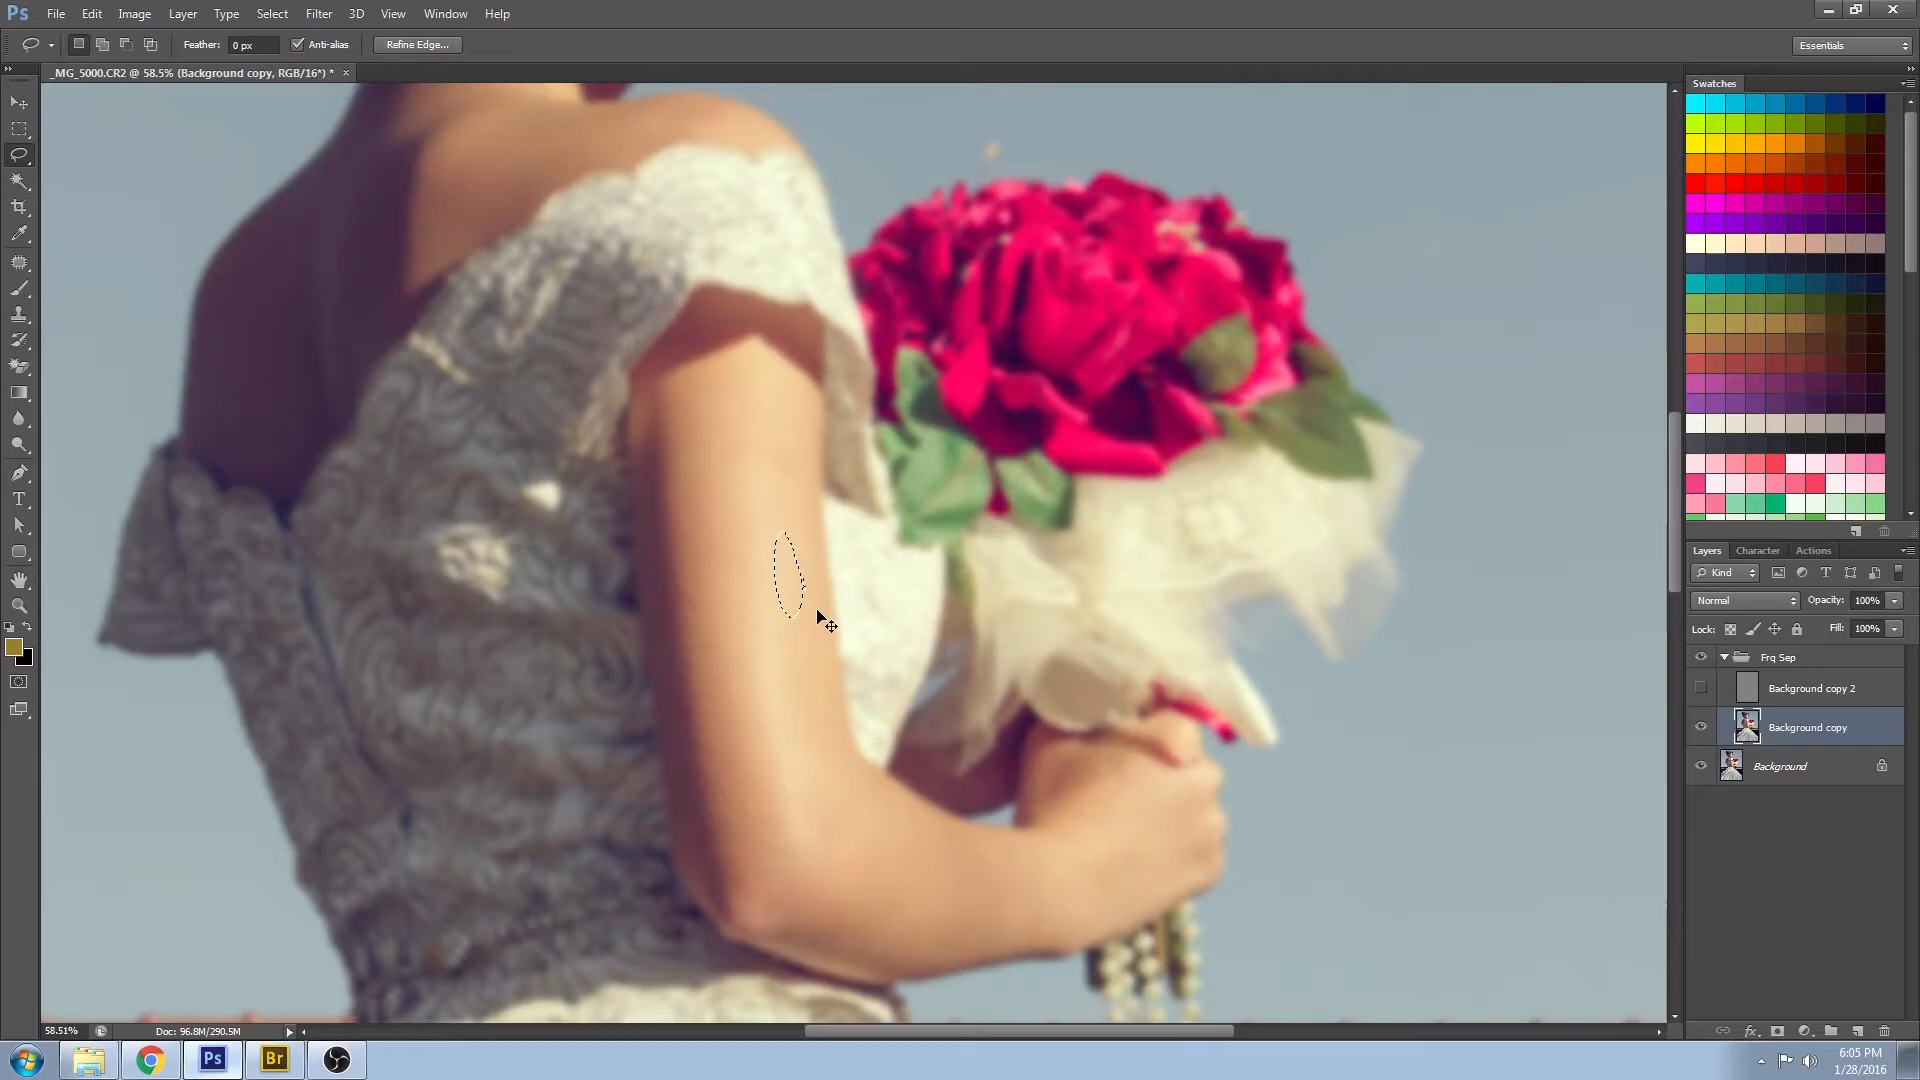 Ps File Edit Image Layer Type Select Filter 3D View Window Help
Feather: 0 px Anti-alias Refine Edge... Essentials
_MG_5000.CR2 @ 58.5% (Background copy, RGB/16*) * ×
Swatches
Layers Character Actions
Kind
Normal Opacity: 100%
Lock: Fill: 100%
Frq Sep
Background copy 2
Background copy
Background
58.51% Doc: 96.8M/290.5M
Ps Br
6:05 PM
1/28/2016